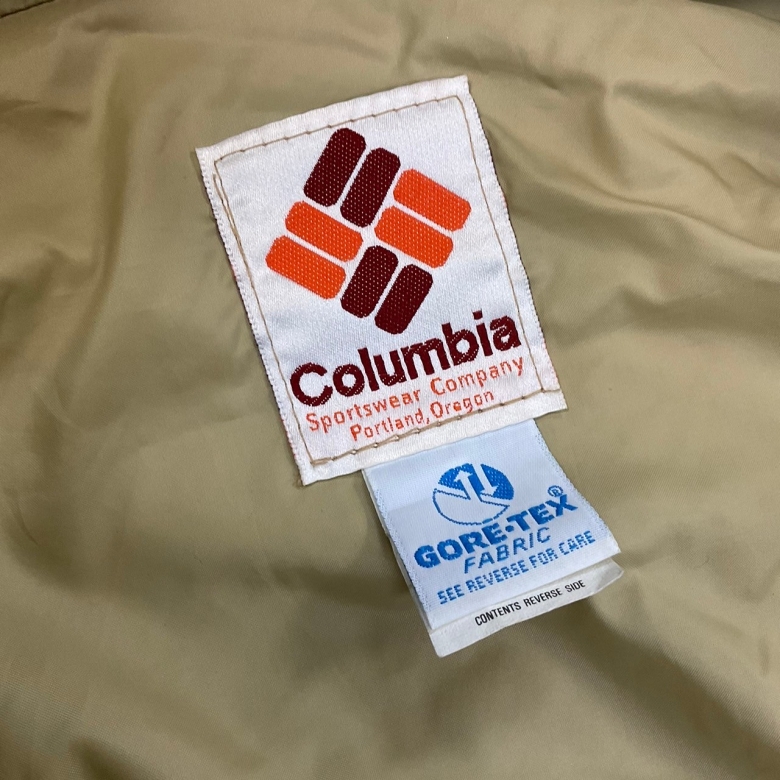 Columbia
Sportswear Company
Portland, Oregon
GORE-TEX®
FABRIC
SEE REVERSE FOR CARE
CONTENTS REVERSE SIDE